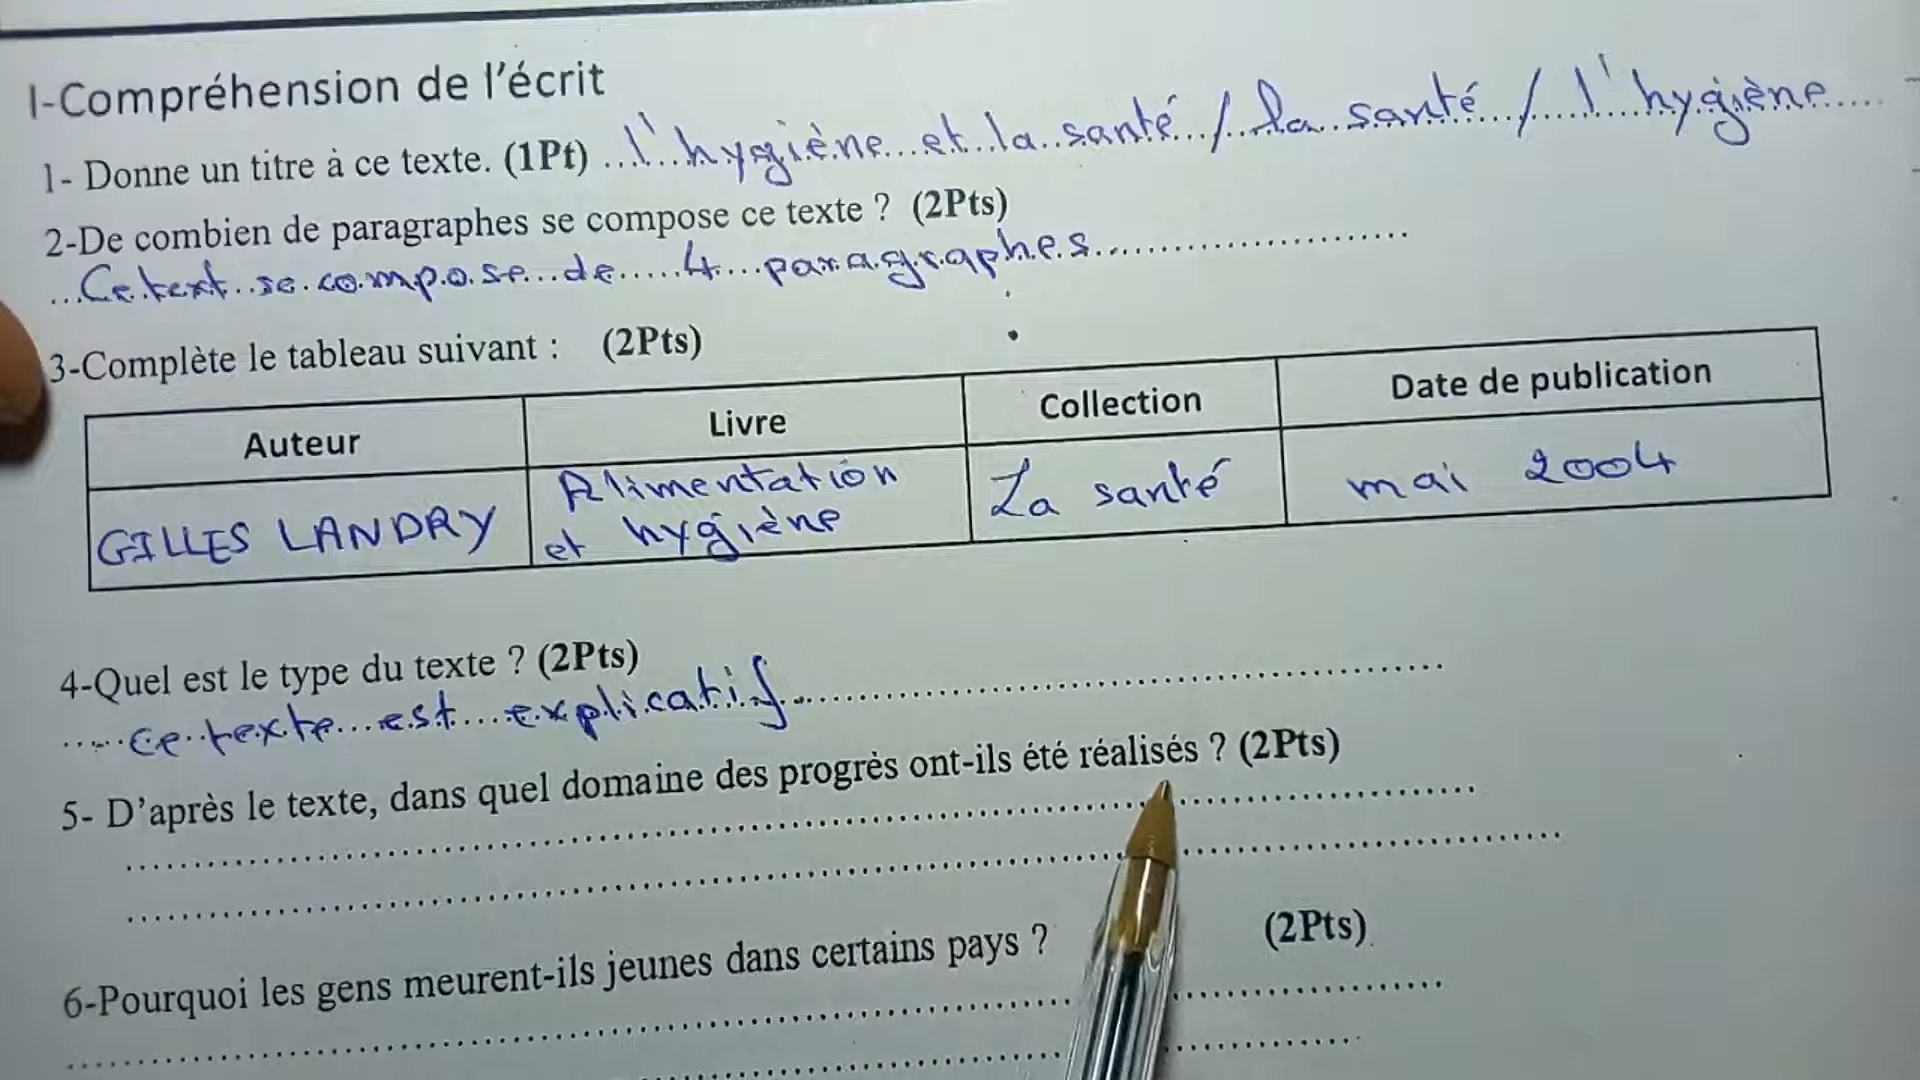 I-Compréhension de l'écrit
1- Donne un titre à ce texte. (1Pt) l'hygiène et la santé / la santé / l'hygiène
2-De combien de paragraphes se compose ce texte ? (2Pts)
Ce text se compose de 4 paragraphes
3-Complète le tableau suivant : (2Pts)
Auteur Livre Collection Date de publication
GILLES LANDRY Alimentation et hygiène La santé mai 2004
4-Quel est le type du texte ? (2Pts)
Ce texte est explicatif
5- D'après le texte, dans quel domaine des progrès ont-ils été réalisés ? (2Pts)
6-Pourquoi les gens meurent-ils jeunes dans certains pays ? (2Pts)